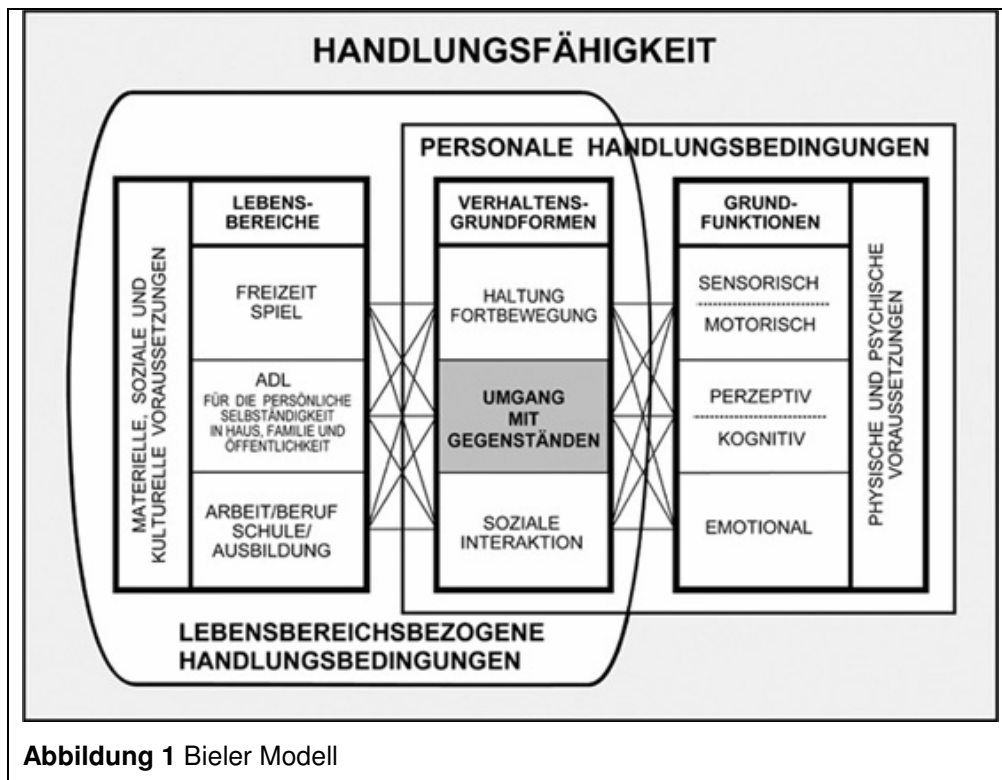 HANDLUNGSFÄHIGKEIT
PERSONALE HANDLUNGSBEDINGUNGEN
MATERIELLE, SOZIALE UND
KULTURELLE VORAUSSETZUNGEN
LEBENS-
BEREICHE
FREIZEIT
SPIEL
ADL
FÜR DIE PERSÖNLICHE
SELBSTÄNDIGKEIT
IN HAUS, FAMILIE UND
ÖFFENTLICHKEIT
ARBEIT/BERUF
SCHULE/
AUSBILDUNG
VERHALTENS-
GRUNDFORMEN
HALTUNG
FORTBEWEGUNG
UMGANG
MIT
GEGENSTÄNDEN
SOZIALE
INTERAKTION
GRUND-
FUNKTIONEN
SENSORISCH
MOTORISCH
PERZEPTIV
KOGNITIV
EMOTIONAL
PHYSISCHE UND PSYCHISCHE
VORAUSSETZUNGEN
LEBENSBEREICHSBEZOGENE
HANDLUNGSBEDINGUNGEN
Abbildung 1 Bieler Modell